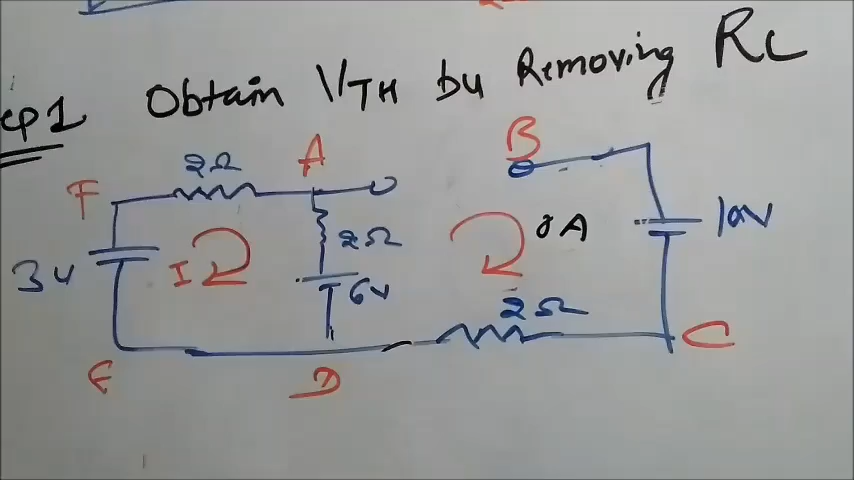 ep1 Obtain VTH by Removing RL
B
2Ω A
F
2Ω 0A 10V
3V I 6V
2Ω
C
E D